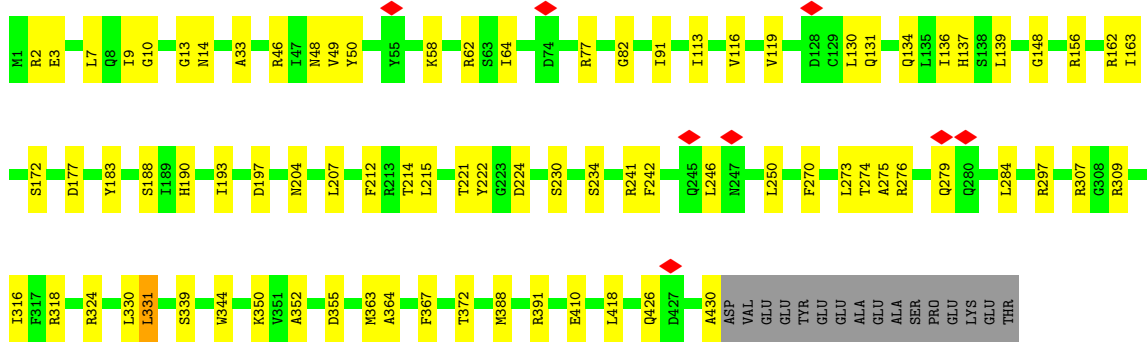 M1 R2 E3 L7 Q8 I9 G10 G13 N14 A33 R46 I47 N48 V49 Y50 Y55 K58 R62 S63 I64 D74 R77 G82 I91 I113 V116 V119 D128 C129 L130 Q131 Q134 L135 I136 H137 S138 L139 G148 R156 R162 I163
S172 D177 Y183 S188 I189 H190 I193 D197 N204 L207 F212 R213 T214 L215 T221 Y222 G223 D224 S230 S234 R241 F242 Q245 L246 N247 L250 F270 L273 T274 A275 R276 Q279 Q280 L284 R297 R307 G308 R309
I316 F317 R318 R324 L330 L331 S339 W344 K350 V351 A352 D355 M363 A364 F367 T372 M388 R391 E410 L418 Q426 D427 A430 ASP VAL GLU GLU TYR GLU GLU ALA GLU ALA SER PRO GLU LYS GLU THR